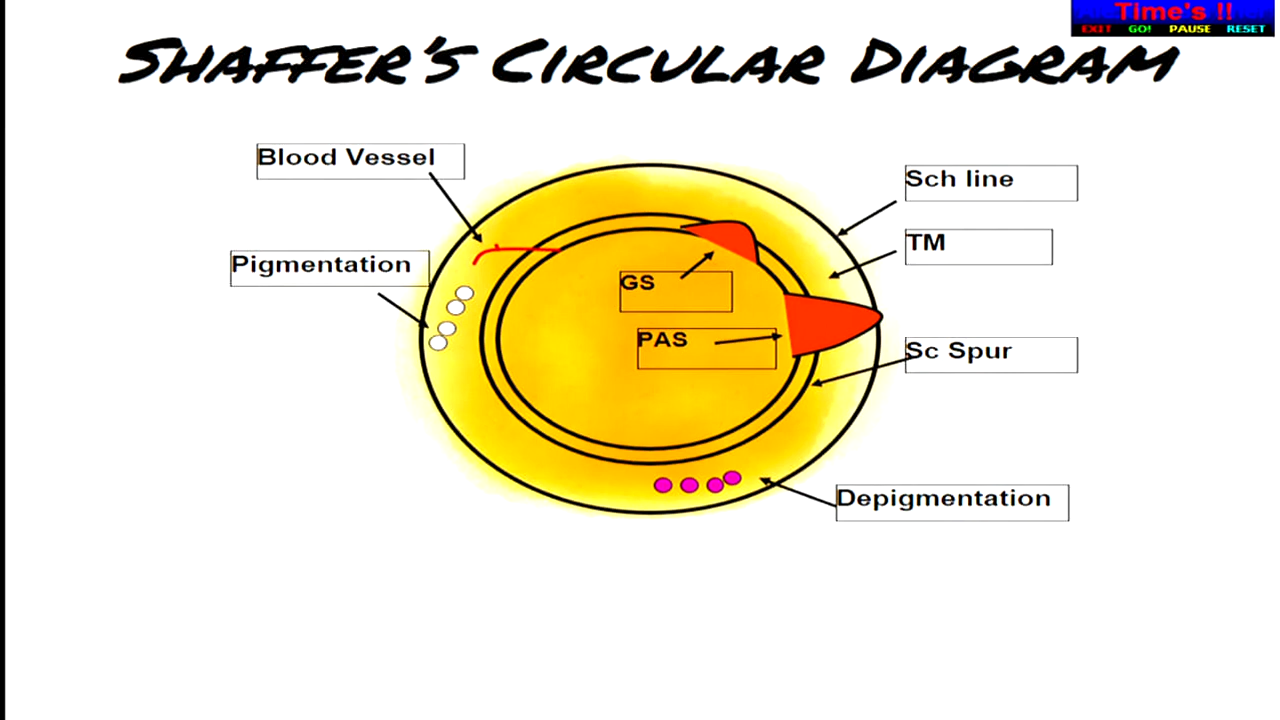 Time's !!
EXIT GO! PAUSE RESET
SHAFFER'S CIRCULAR DIAGRAM
Blood Vessel
Sch line
TM
Pigmentation
GS
PAS
Sc Spur
Depigmentation